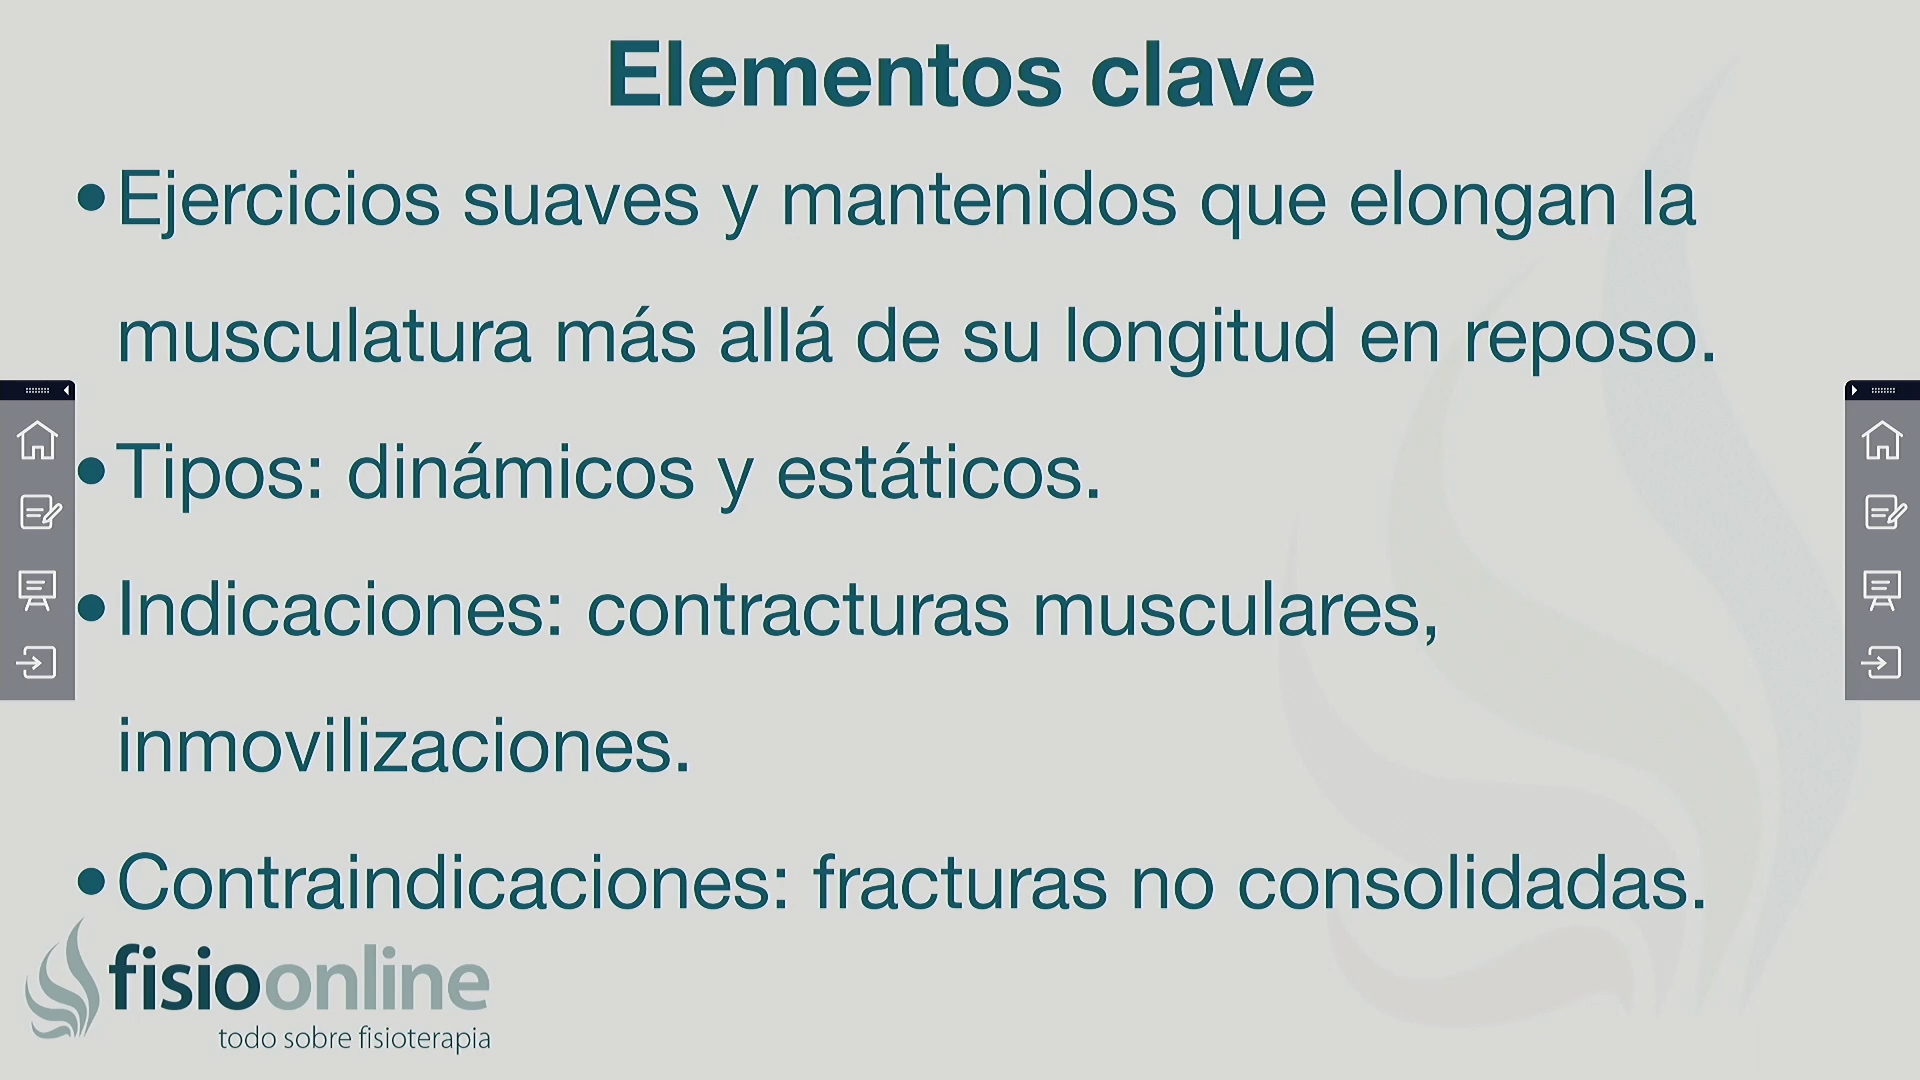 Elementos clave
•Ejercicios suaves y mantenidos que elongan la
musculatura más allá de su longitud en reposo.
•Tipos: dinámicos y estáticos.
•Indicaciones: contracturas musculares,
inmovilizaciones.
•Contraindicaciones: fracturas no consolidadas.
fisioonline
todo sobre fisioterapia